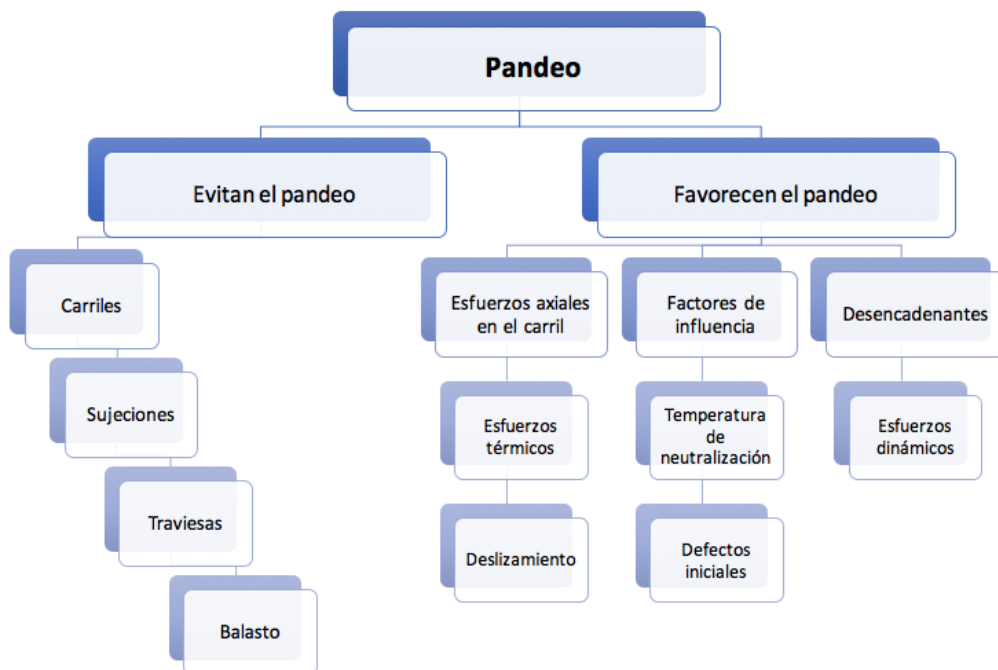 Pandeo
Evitan el pandeo
Favorecen el pandeo
Carriles
Sujeciones
Traviesas
Balasto
Esfuerzos axiales
en el carril
Esfuerzos
térmicos
Deslizamiento
Factores de
influencia
Temperatura
de
neutralización
Defectos
iniciales
Desencadenantes
Esfuerzos
dinámicos